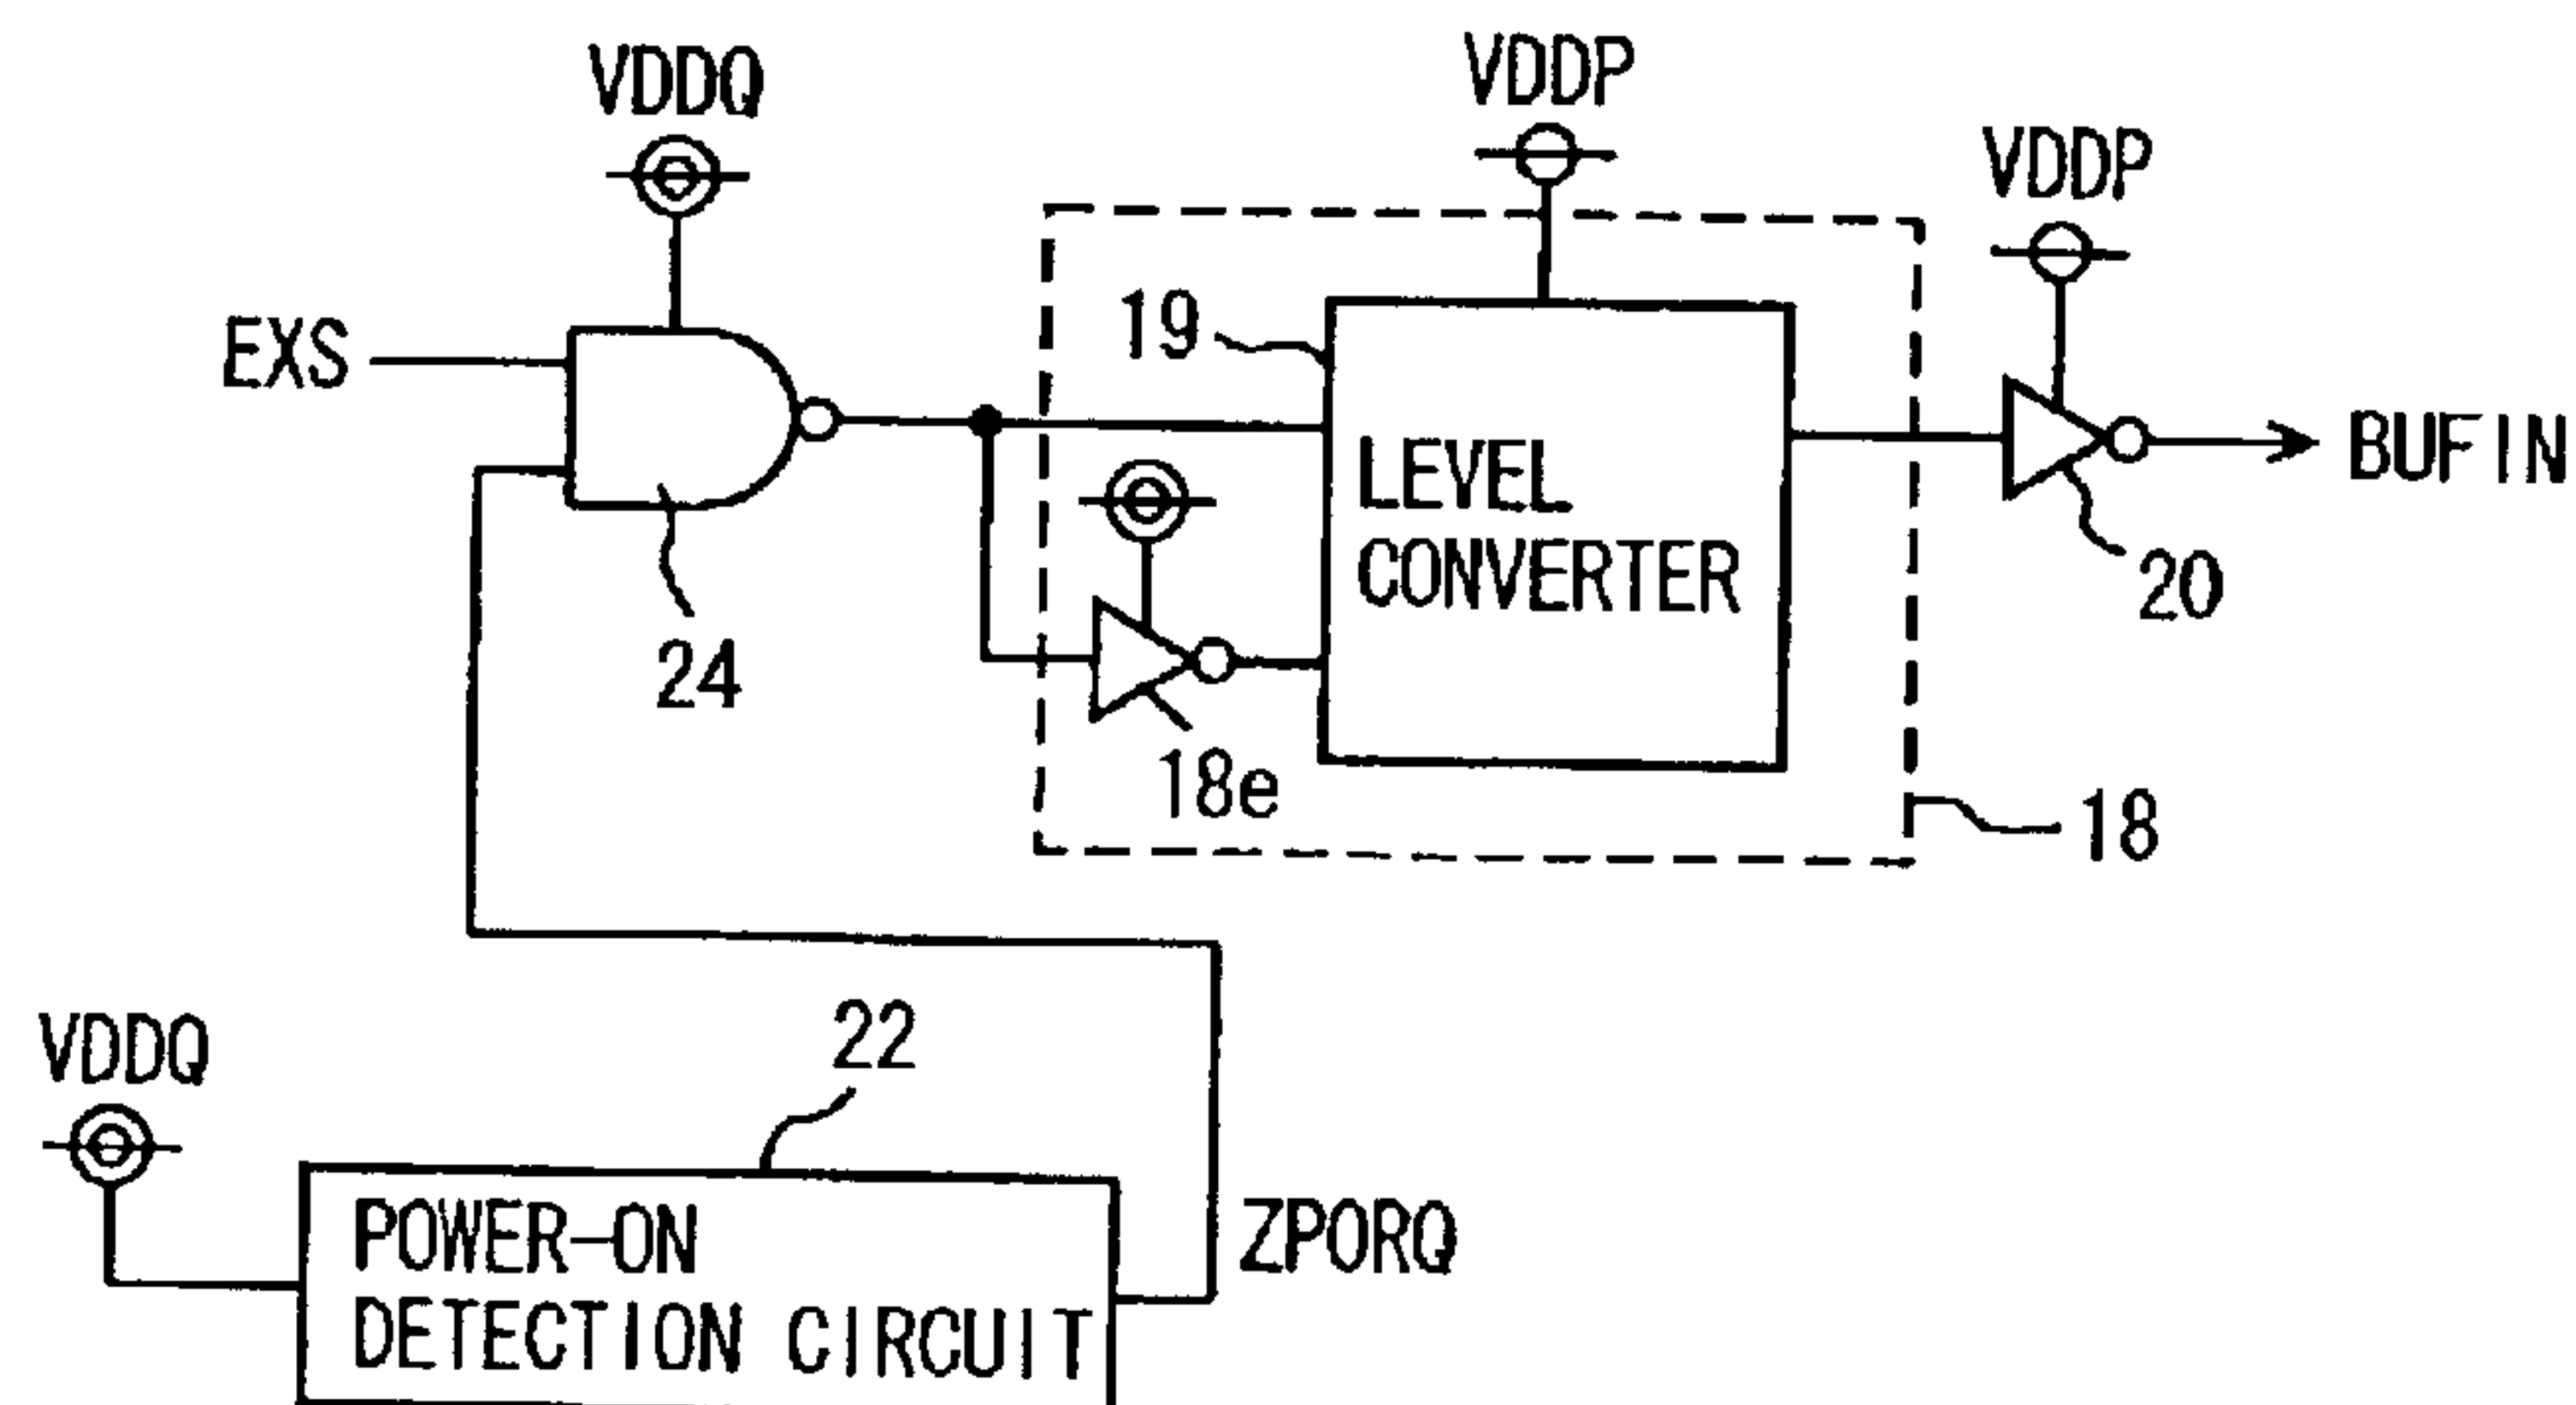 VDDQ
VDDP
VDDP
EXS
19
LEVEL
CONVERTER
BUFIN
20
24
18e
18
VDDQ
22
POWER-ON
DETECTION CIRCUIT
ZPORQ